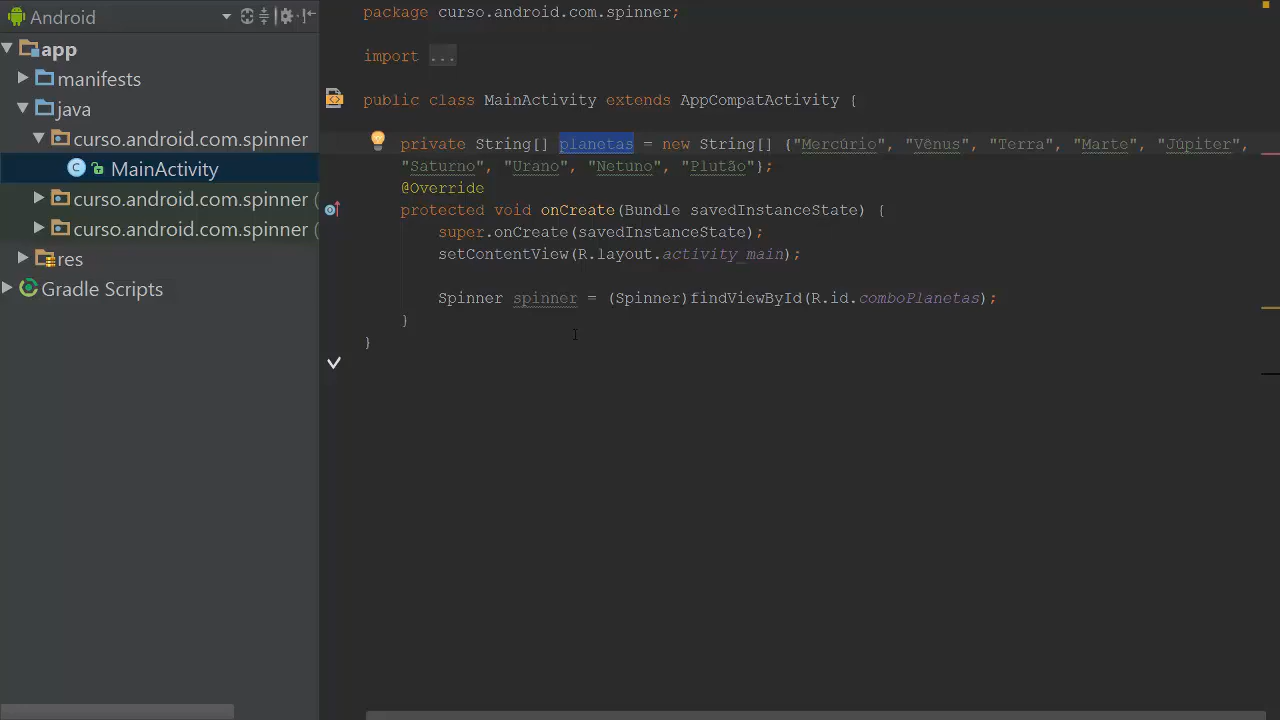 Android
app
manifests
java
curso.android.com.spinner
MainActivity
curso.android.com.spinner (
curso.android.com.spinner (
res
Gradle Scripts
package curso.android.com.spinner;
import ...
public class MainActivity extends AppCompatActivity {
private String[] planetas = new String[] {"Mercúrio", "Vênus", "Terra", "Marte", "Júpiter",
"Saturno", "Urano", "Netuno", "Plutão"};
@Override
protected void onCreate(Bundle savedInstanceState) {
super.onCreate(savedInstanceState);
setContentView(R.layout.activity_main);
Spinner spinner = (Spinner)findViewById(R.id.comboPlanetas);
}
}